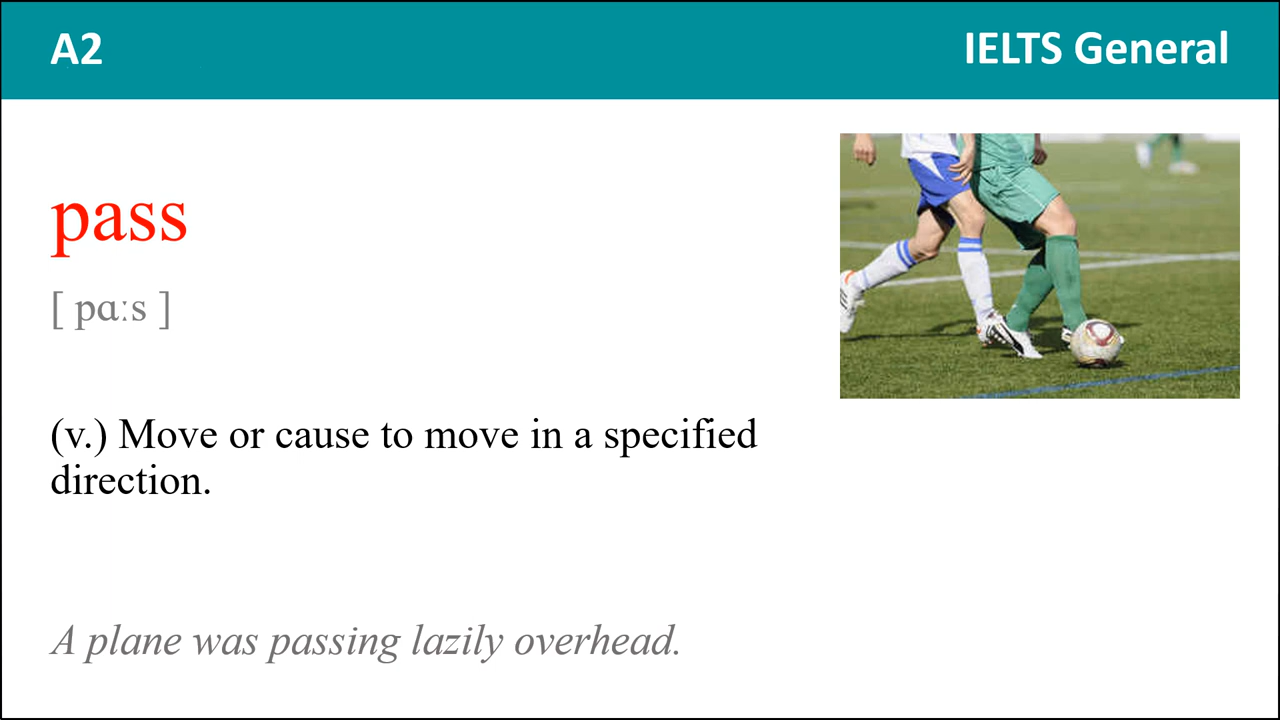 A2
IELTS General
pass
[ pɑːs ]
(v.) Move or cause to move in a specified
direction.
A plane was passing lazily overhead.